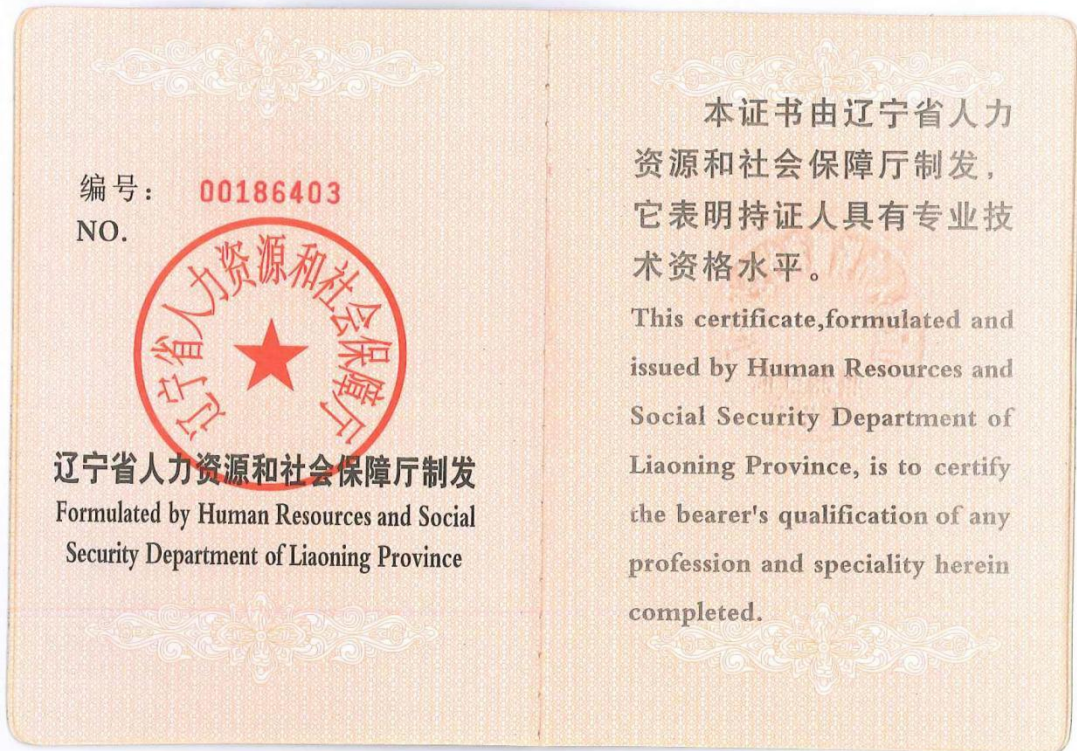 编号： 00186403
NO.
辽宁省人力资源和社会保障厅
辽宁省人力资源和社会保障厅制发
Formulated by Human Resources and Social
Security Department of Liaoning Province
本证书由辽宁省人力
资源和社会保障厅制发，
它表明持证人具有专业技
术资格水平。
This certificate,formulated and
issued by Human Resources and
Social Security Department of
Liaoning Province, is to certify
the bearer's qualification of any
profession and speciality herein
completed.